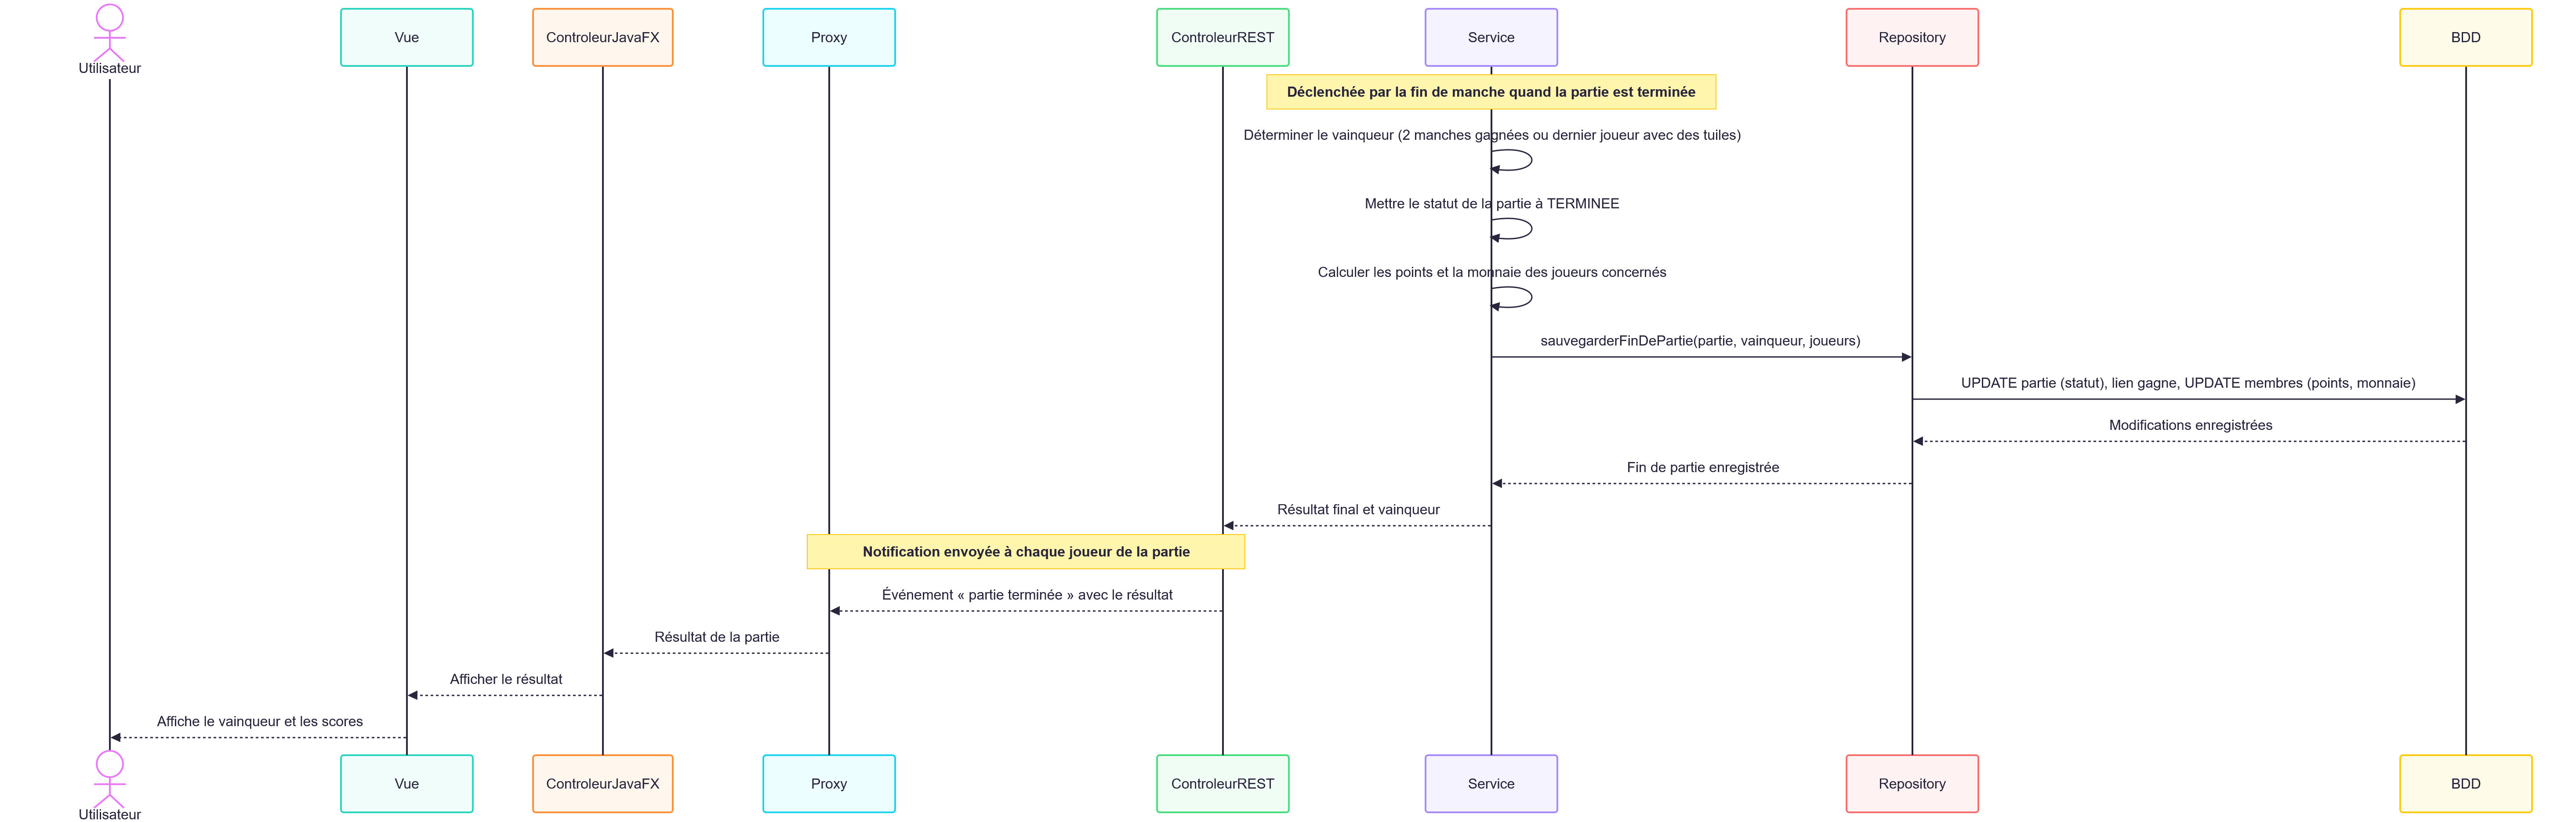 Utilisateur
Vue
ControleurJavaFX
Proxy
ControleurREST
Service
Repository
BDD
Déclenchée par la fin de manche quand la partie est terminée
Déterminer le vainqueur (2 manches gagnées ou dernier joueur avec des tuiles)
Mettre le statut de la partie à TERMINEE
Calculer les points et la monnaie des joueurs concernés
sauvegarderFinDePartie(partie, vainqueur, joueurs)
UPDATE partie (statut), lien gagne, UPDATE membres (points, monnaie)
Modifications enregistrées
Fin de partie enregistrée
Résultat final et vainqueur
Notification envoyée à chaque joueur de la partie
Événement « partie terminée » avec le résultat
Résultat de la partie
Afficher le résultat
Affiche le vainqueur et les scores
Utilisateur
Vue
ControleurJavaFX
Proxy
ControleurREST
Service
Repository
BDD